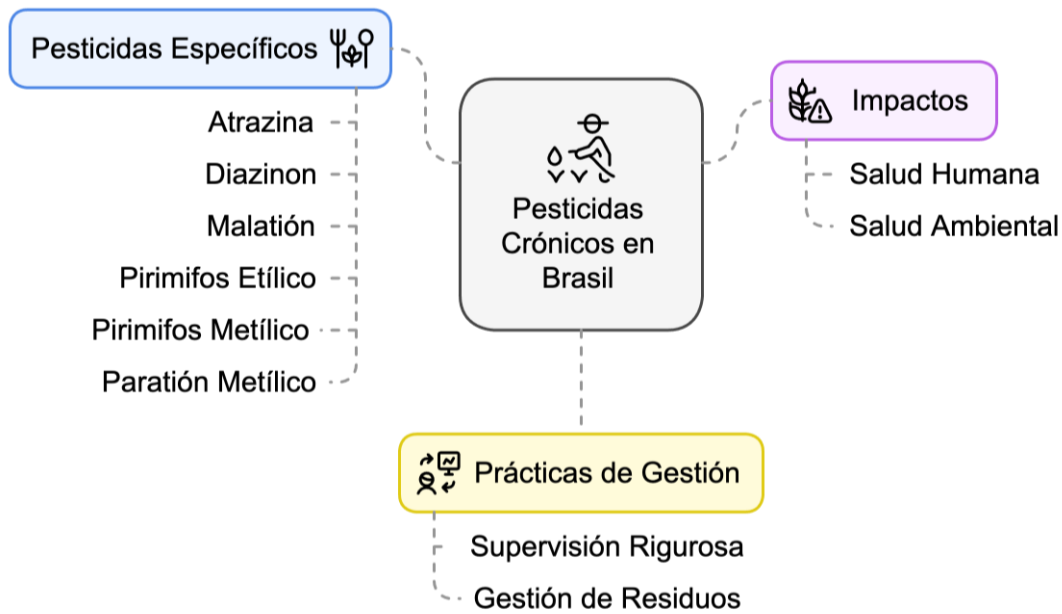 Pesticidas Específicos
Atrazina
Diazinon
Malatión
Pirimifos Etílico
Pirimifos Metílico
Paratión Metílico
Pesticidas
Crónicos en
Brasil
Impactos
Salud Humana
Salud Ambiental
Prácticas de Gestión
Supervisión Rigurosa
Gestión de Residuos